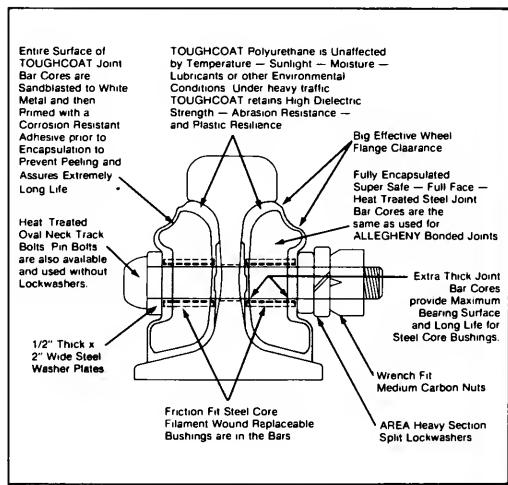 Entire Surface of
TOUGHCOAT Joint
Bar Cores are
Sandblasted to White
Metal and then
Primed with a
Corrosion Resistant
Adhesive prior to
Encapsulation to
Prevent Peeling and
Assures Extremely
Long Life
TOUGHCOAT Polyurethane is Unaffected
by Temperature — Sunlight — Moisture —
Lubricants or other Environmental
Conditions Under heavy traffic
TOUGHCOAT retains High Dielectric
Strength — Abrasion Resistance —
and Plastic Resilience
Big Effective Wheel
Flange Claarance
Fully Encapsulated
Super Safe — Full Face —
Heat Treated Steel Joint
Bar Cores are the
same as used for
ALLEGHENY Bonded Joints
Heat Treated
Oval Neck Track
Bolts Pin Bolts
are also available
and used without
Lockwashers.
Extra Thick Joint
Bar Cores
provide Maximum
Bearing Surface
and Long Life for
Steel Core Bushings.
1/2" Thick x
2" Wide Steel
Washer Plates
Wrench Fit
Medium Carbon Nuts
Friction Fit Steel Core
Filament Wound Replaceable
Bushings are in the Bars
AREA Heavy Section
Split Lockwashers